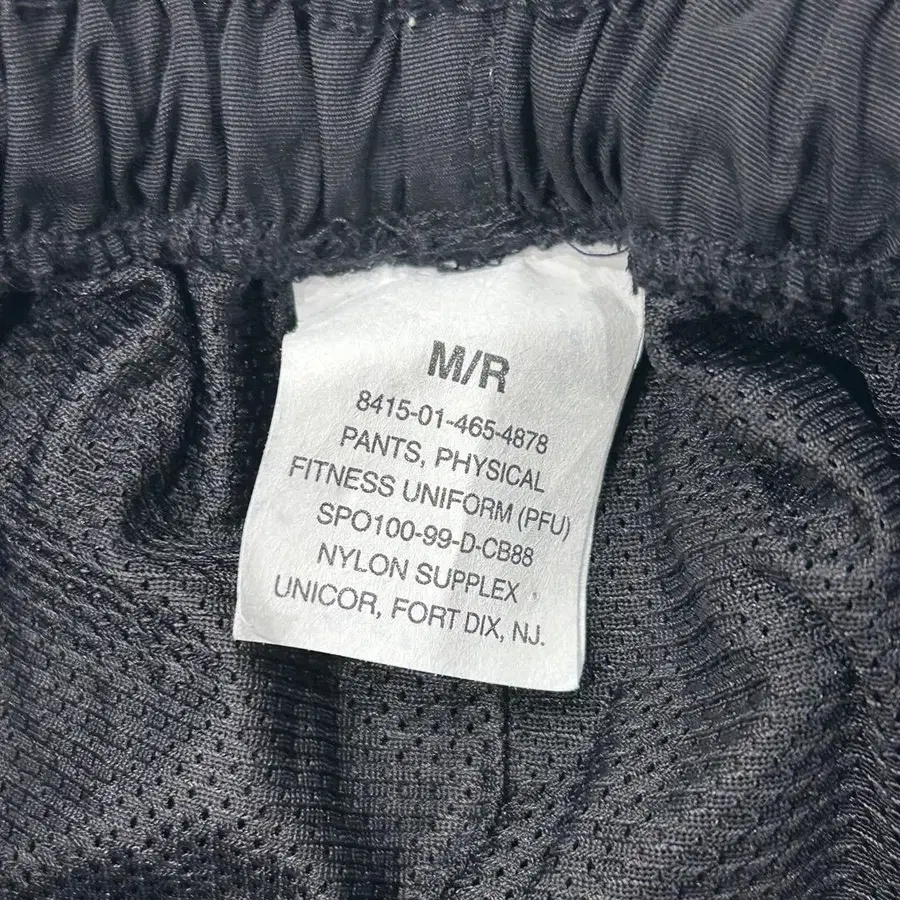 M/R
8415-01-465-4878
PANTS, PHYSICAL
FITNESS UNIFORM (PFU)
SPO100-99-D-CB88
NYLON SUPPLEX
UNICOR, FORT DIX, NJ.